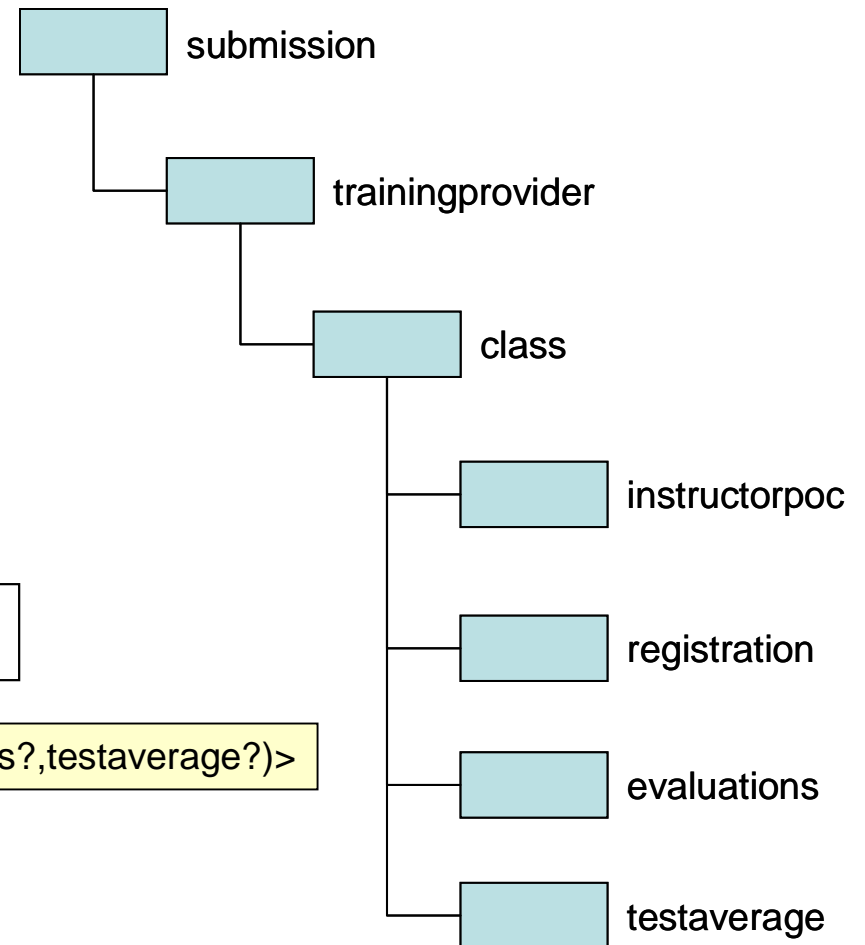 submission
trainingprovider
class
instructorpoc
registration
s?,testaverage?)>
evaluations
testaverage